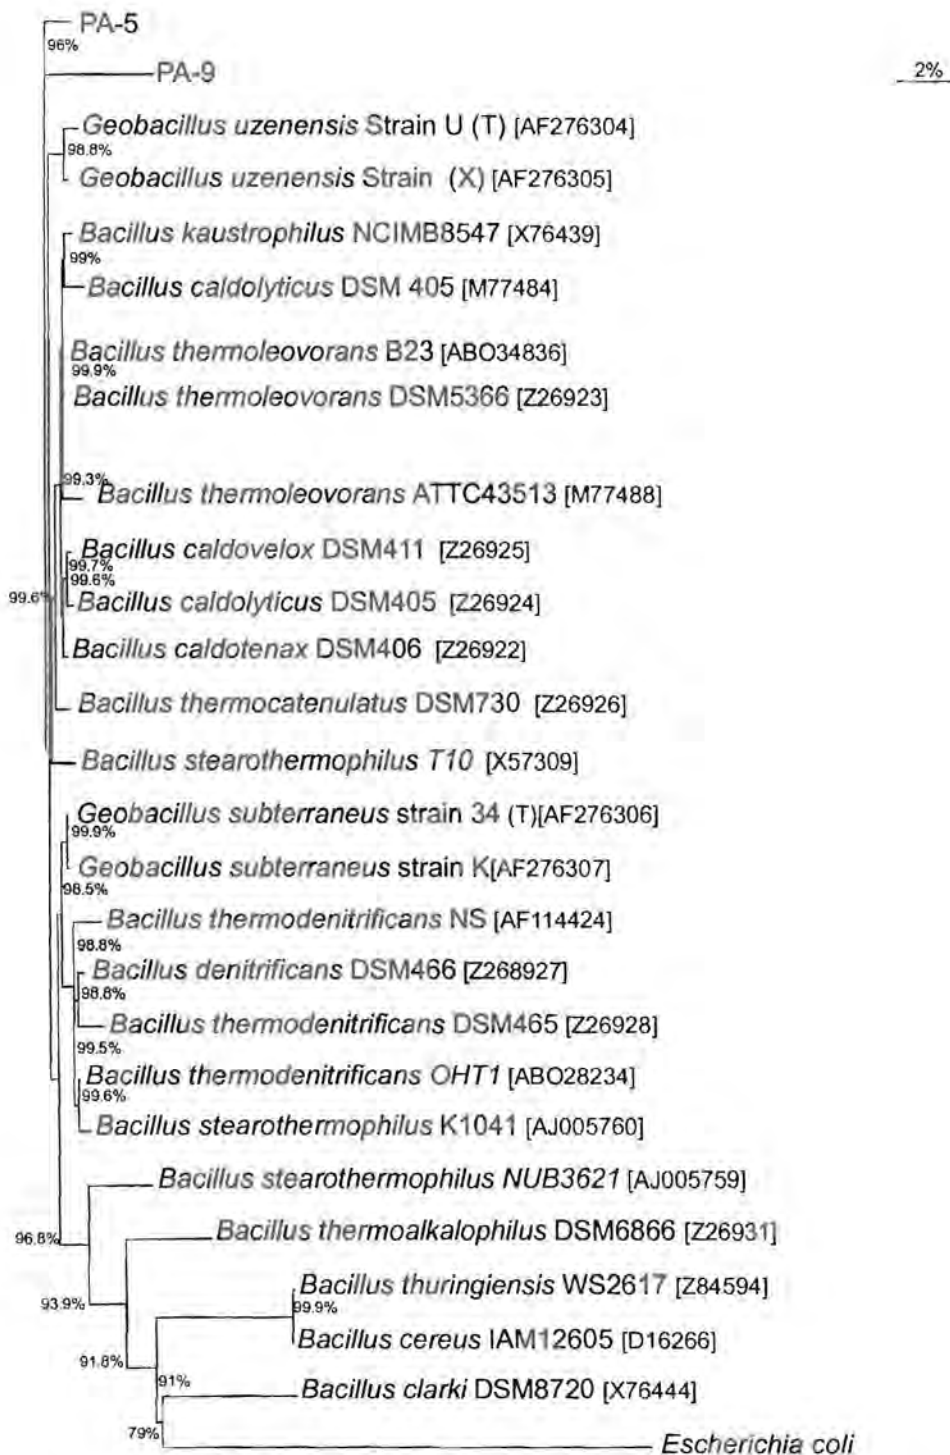 PA-5
96%
PA-9
2%
Geobacillus uzenensis Strain U (T) [AF276304]
98.8%
Geobacillus uzenensis Strain (X) [AF276305]
Bacillus kaustrophilus NCIMB8547 [X76439]
99%
Bacillus caldolyticus DSM 405 [M77484]
Bacillus thermoleovorans B23 [ABO34836]
99.9%
Bacillus thermoleovorans DSM5366 [Z26923]
99.3%
Bacillus thermoleovorans ATTC43513 [M77488]
Bacillus caldovelox DSM411 [Z26925]
99.7%
99.6%
99.6%
Bacillus caldolyticus DSM405 [Z26924]
Bacillus caldotenax DSM406 [Z26922]
Bacillus thermocatenulatus DSM730 [Z26926]
Bacillus stearothermophilus T10 [X57309]
Geobacillus subterraneus strain 34 (T)[AF276306]
99.9%
Geobacillus subterraneus strain K[AF276307]
98.5%
Bacillus thermodenitrificans NS [AF114424]
98.8%
Bacillus denitrificans DSM466 [Z268927]
98.8%
Bacillus thermodenitrificans DSM465 [Z26928]
99.5%
Bacillus thermodenitrificans OHT1 [ABO28234]
99.6%
Bacillus stearothermophilus K1041 [AJ005760]
Bacillus stearothermophilus NUB3621 [AJ005759]
96.8%
Bacillus thermoalkalophilus DSM6866 [Z26931]
Bacillus thuringiensis WS2617 [Z84594]
93.9%
99.9%
Bacillus cereus IAM12605 [D16266]
91.8%
91%
Bacillus clarki DSM8720 [X76444]
79%
Escherichia coli